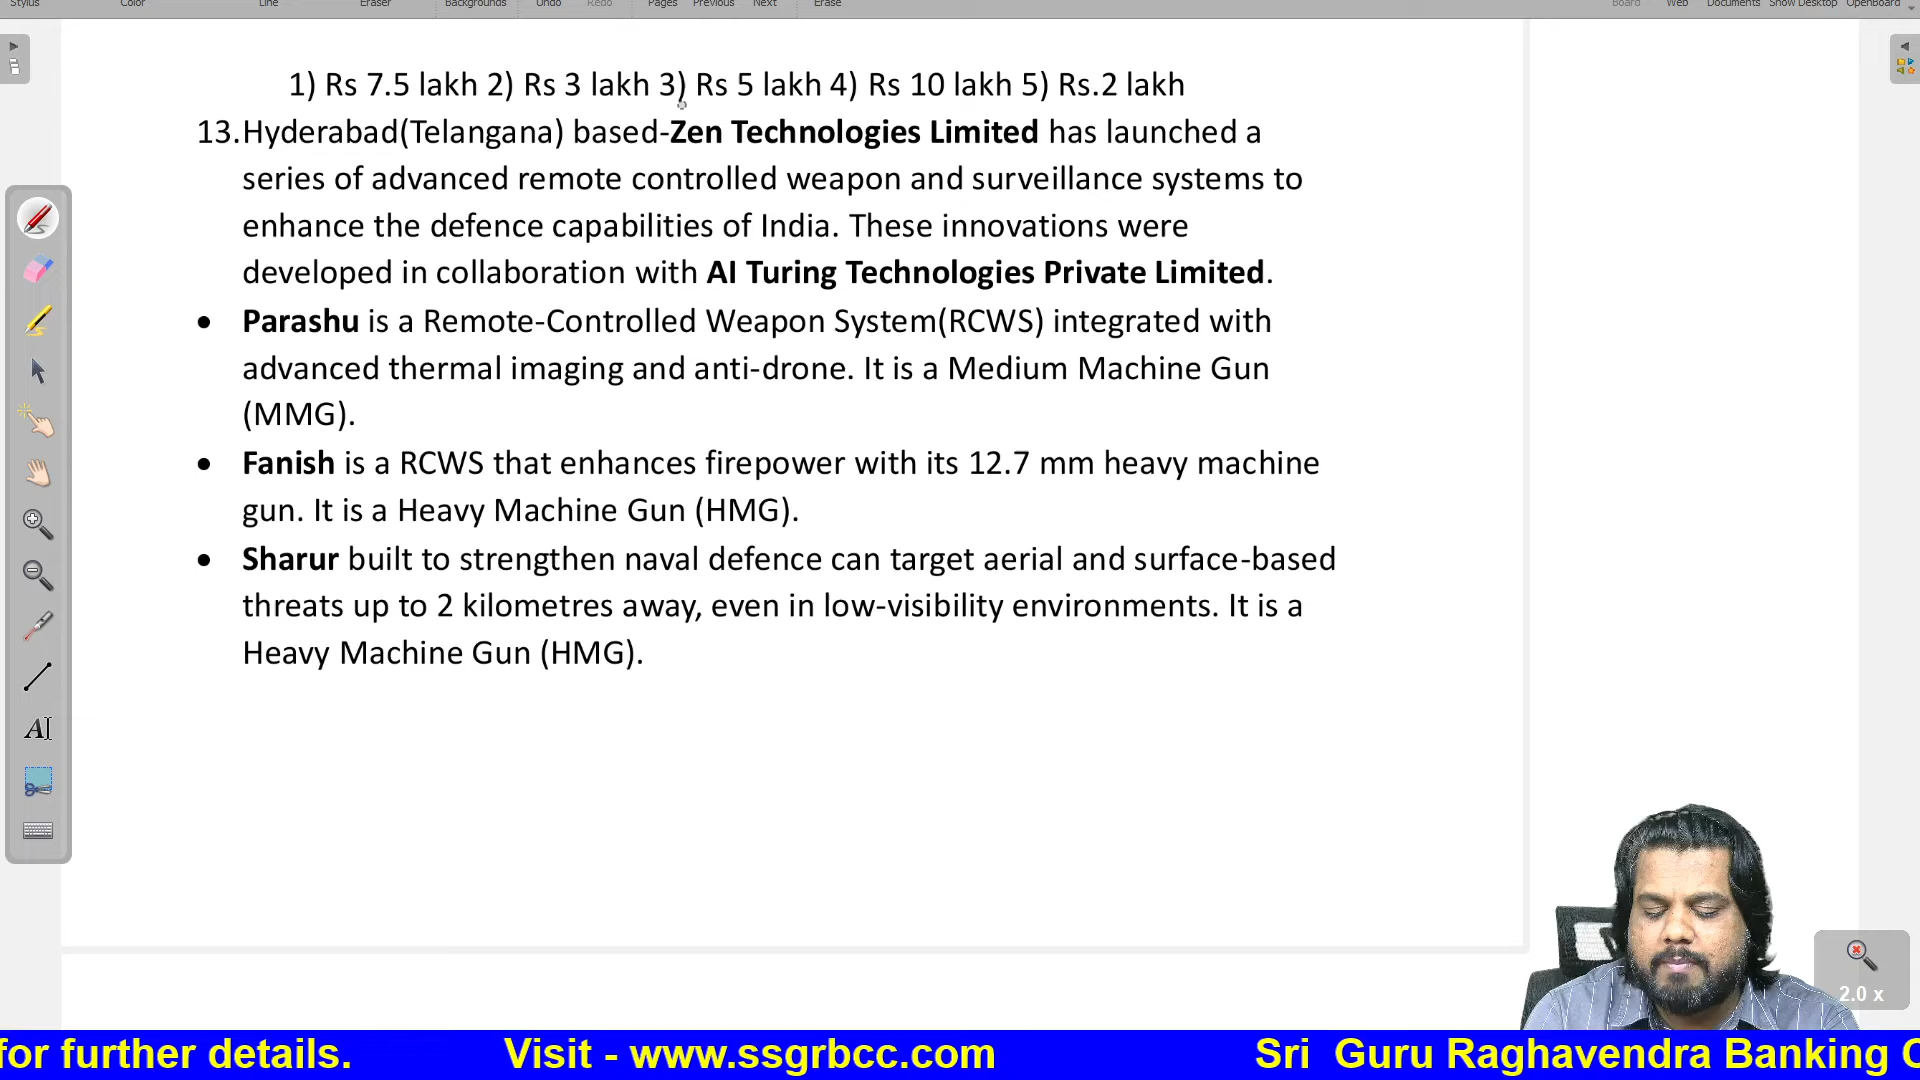 Stylus Color Line Eraser Backgrounds Undo Redo Pages Previous Next Erase Board Web Documents Show Desktop OpenBoard
1) Rs 7.5 lakh 2) Rs 3 lakh 3) Rs 5 lakh 4) Rs 10 lakh 5) Rs.2 lakh
13.Hyderabad(Telangana) based-Zen Technologies Limited has launched a
series of advanced remote controlled weapon and surveillance systems to
enhance the defence capabilities of India. These innovations were
developed in collaboration with AI Turing Technologies Private Limited.
• Parashu is a Remote-Controlled Weapon System(RCWS) integrated with
advanced thermal imaging and anti-drone. It is a Medium Machine Gun
(MMG).
• Fanish is a RCWS that enhances firepower with its 12.7 mm heavy machine
gun. It is a Heavy Machine Gun (HMG).
• Sharur built to strengthen naval defence can target aerial and surface-based
threats up to 2 kilometres away, even in low-visibility environments. It is a
Heavy Machine Gun (HMG).
2.0 x
for further details. Visit - www.ssgrbcc.com Sri Guru Raghavendra Banking C